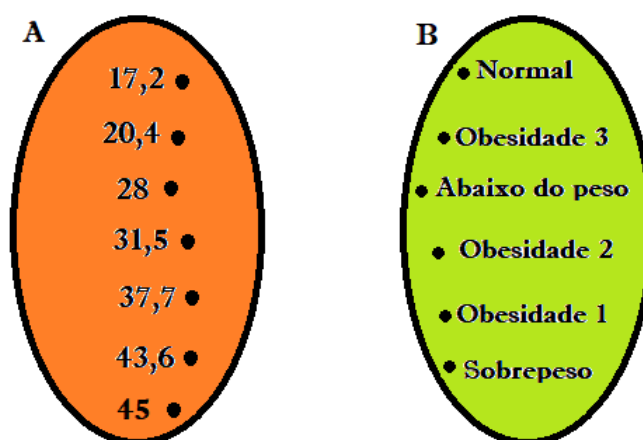 A
17,2
20,4
28
31,5
37,7
43,6
45
B
Normal
Obesidade 3
Abaixo do peso
Obesidade 2
Obesidade 1
Sobrepeso